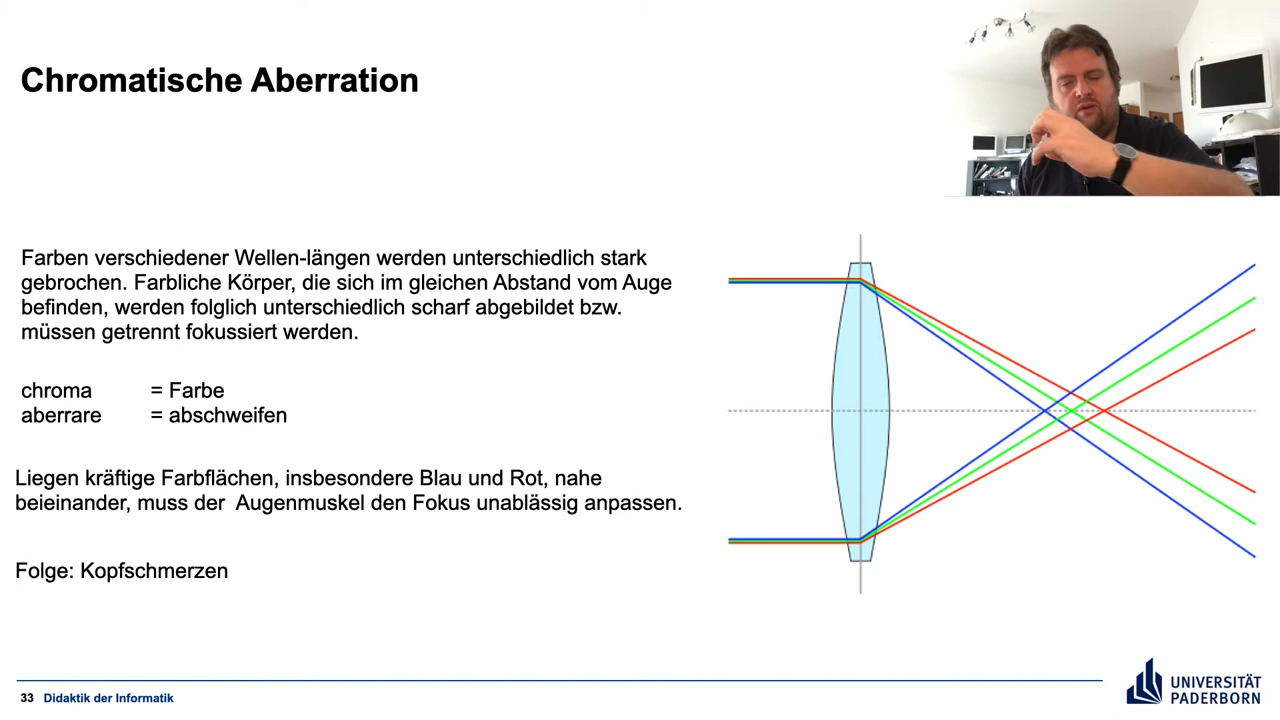 Chromatische Aberration
Farben verschiedener Wellen-längen werden unterschiedlich stark
gebrochen. Farbliche Körper, die sich im gleichen Abstand vom Auge
befinden, werden folglich unterschiedlich scharf abgebildet bzw.
müssen getrennt fokussiert werden.
chroma = Farbe
aberrare = abschweifen
Liegen kräftige Farbflächen, insbesondere Blau und Rot, nahe
beieinander, muss der  Augenmuskel den Fokus unablässig anpassen.
Folge: Kopfschmerzen
33 Didaktik der Informatik
UNIVERSITÄT
PADERBORN